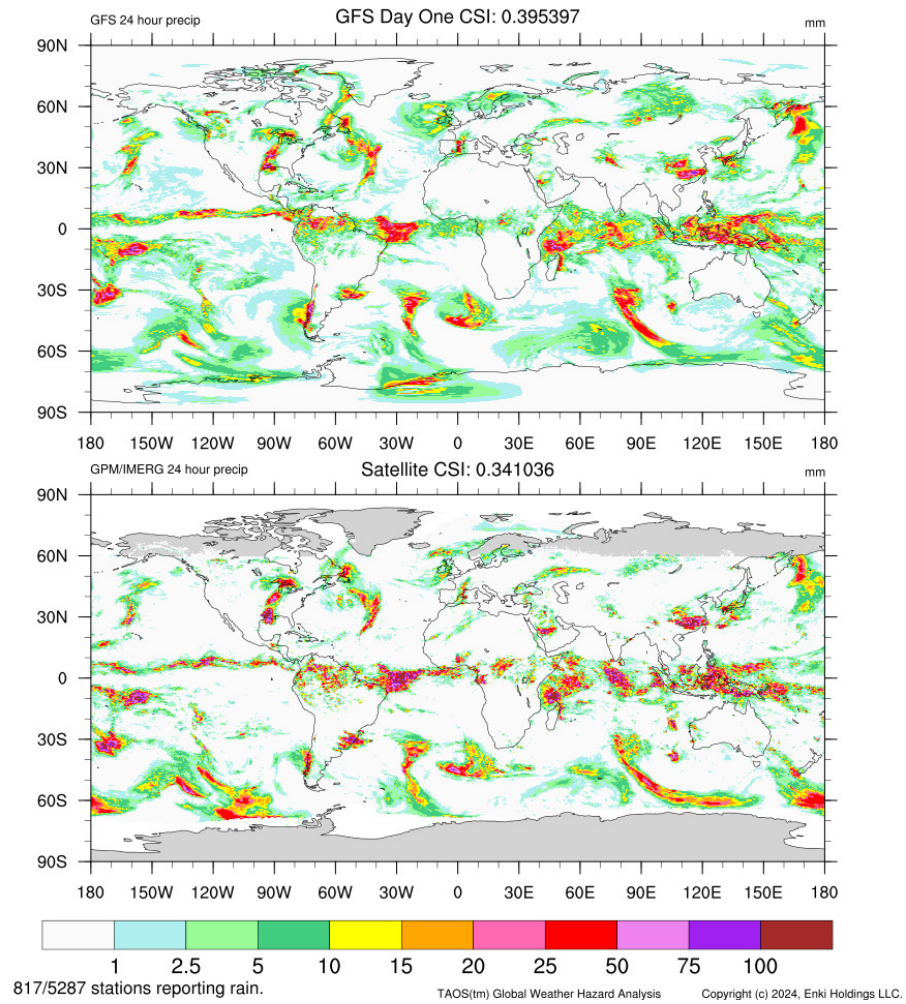 GFS 24 hour precip GFS Day One CSI: 0.395397 mm
90N
60N
30N
0
30S
60S
90S
180 150W 120W 90W 60W 30W 0 30E 60E 90E 120E 150E 180
GPM/IMERG 24 hour precip Satellite CSI: 0.341036 mm
90N
60N
30N
0
30S
60S
90S
180 150W 120W 90W 60W 30W 0 30E 60E 90E 120E 150E 180
1 2.5 5 10 15 20 25 50 75 100
817/5287 stations reporting rain. TAOS(tm) Global Weather Hazard Analysis Copyright (c) 2024, Enki Holdings LLC.